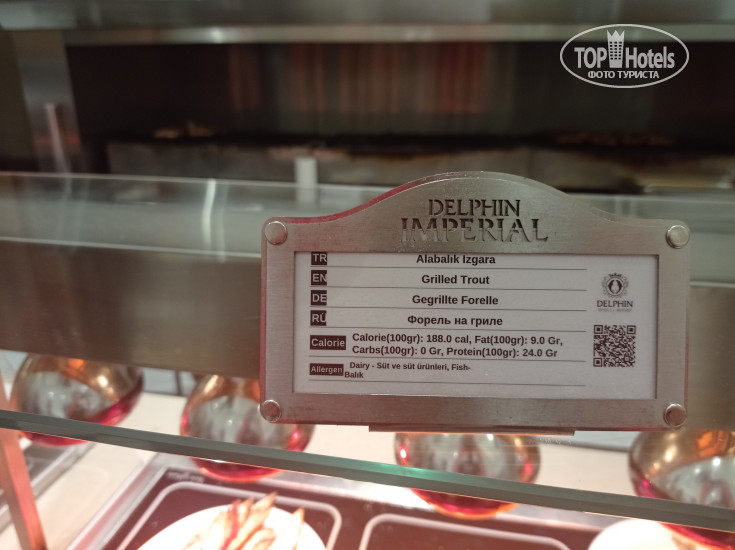 TOP Hotels
ФОТО ТУРИСТА
DELPHIN
IMPERIAL
TR Alabalık Izgara
EN Grilled Trout
DE Gegrillte Forelle
RU Форель на гриле
Calorie Calorie(100gr): 188.0 cal, Fat(100gr): 9.0 Gr,
Carbs(100gr): 0 Gr, Protein(100gr): 24.0 Gr
Allergen Dairy - Süt ve süt ürünleri, Fish-
Balık
DELPHIN